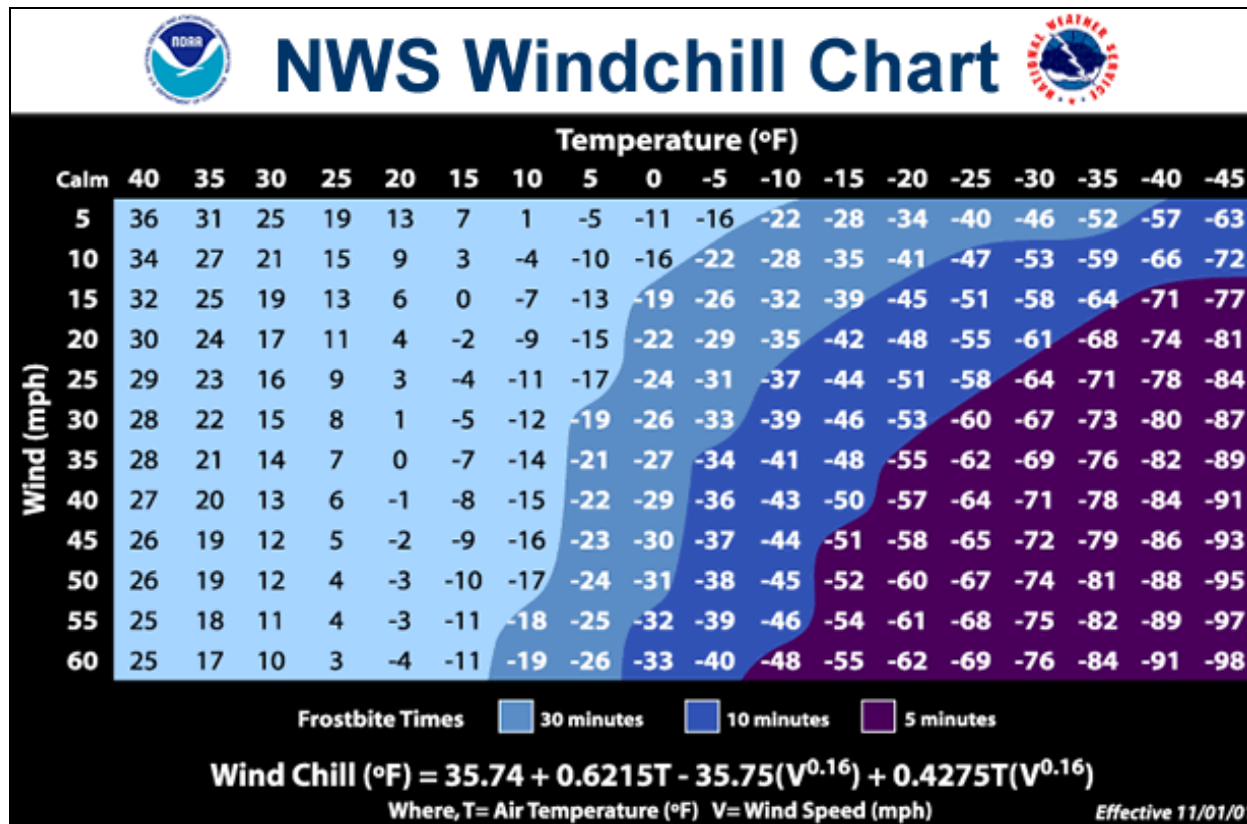 NOAA
NWS Windchill Chart
NATIONAL WEATHER SERVICE
Temperature (ºF)
Calm 40 35 30 25 20 15 10 5 0 -5 -10 -15 -20 -25 -30 -35 -40 -45
Wind (mph)
5 36 31 25 19 13 7 1 -5 -11 -16 -22 -28 -34 -40 -46 -52 -57 -63
10 34 27 21 15 9 3 -4 -10 -16 -22 -28 -35 -41 -47 -53 -59 -66 -72
15 32 25 19 13 6 0 -7 -13 -19 -26 -32 -39 -45 -51 -58 -64 -71 -77
20 30 24 17 11 4 -2 -9 -15 -22 -29 -35 -42 -48 -55 -61 -68 -74 -81
25 29 23 16 9 3 -4 -11 -17 -24 -31 -37 -44 -51 -58 -64 -71 -78 -84
30 28 22 15 8 1 -5 -12 -19 -26 -33 -39 -46 -53 -60 -67 -73 -80 -87
35 28 21 14 7 0 -7 -14 -21 -27 -34 -41 -48 -55 -62 -69 -76 -82 -89
40 27 20 13 6 -1 -8 -15 -22 -29 -36 -43 -50 -57 -64 -71 -78 -84 -91
45 26 19 12 5 -2 -9 -16 -23 -30 -37 -44 -51 -58 -65 -72 -79 -86 -93
50 26 19 12 4 -3 -10 -17 -24 -31 -38 -45 -52 -60 -67 -74 -81 -88 -95
55 25 18 11 4 -3 -11 -18 -25 -32 -39 -46 -54 -61 -68 -75 -82 -89 -97
60 25 17 10 3 -4 -11 -19 -26 -33 -40 -48 -55 -62 -69 -76 -84 -91 -98
Frostbite Times 30 minutes 10 minutes 5 minutes
Wind Chill (ºF) = 35.74 + 0.6215T - 35.75(V^0.16) + 0.4275T(V^0.16)
Where, T= Air Temperature (ºF) V= Wind Speed (mph)
Effective 11/01/0